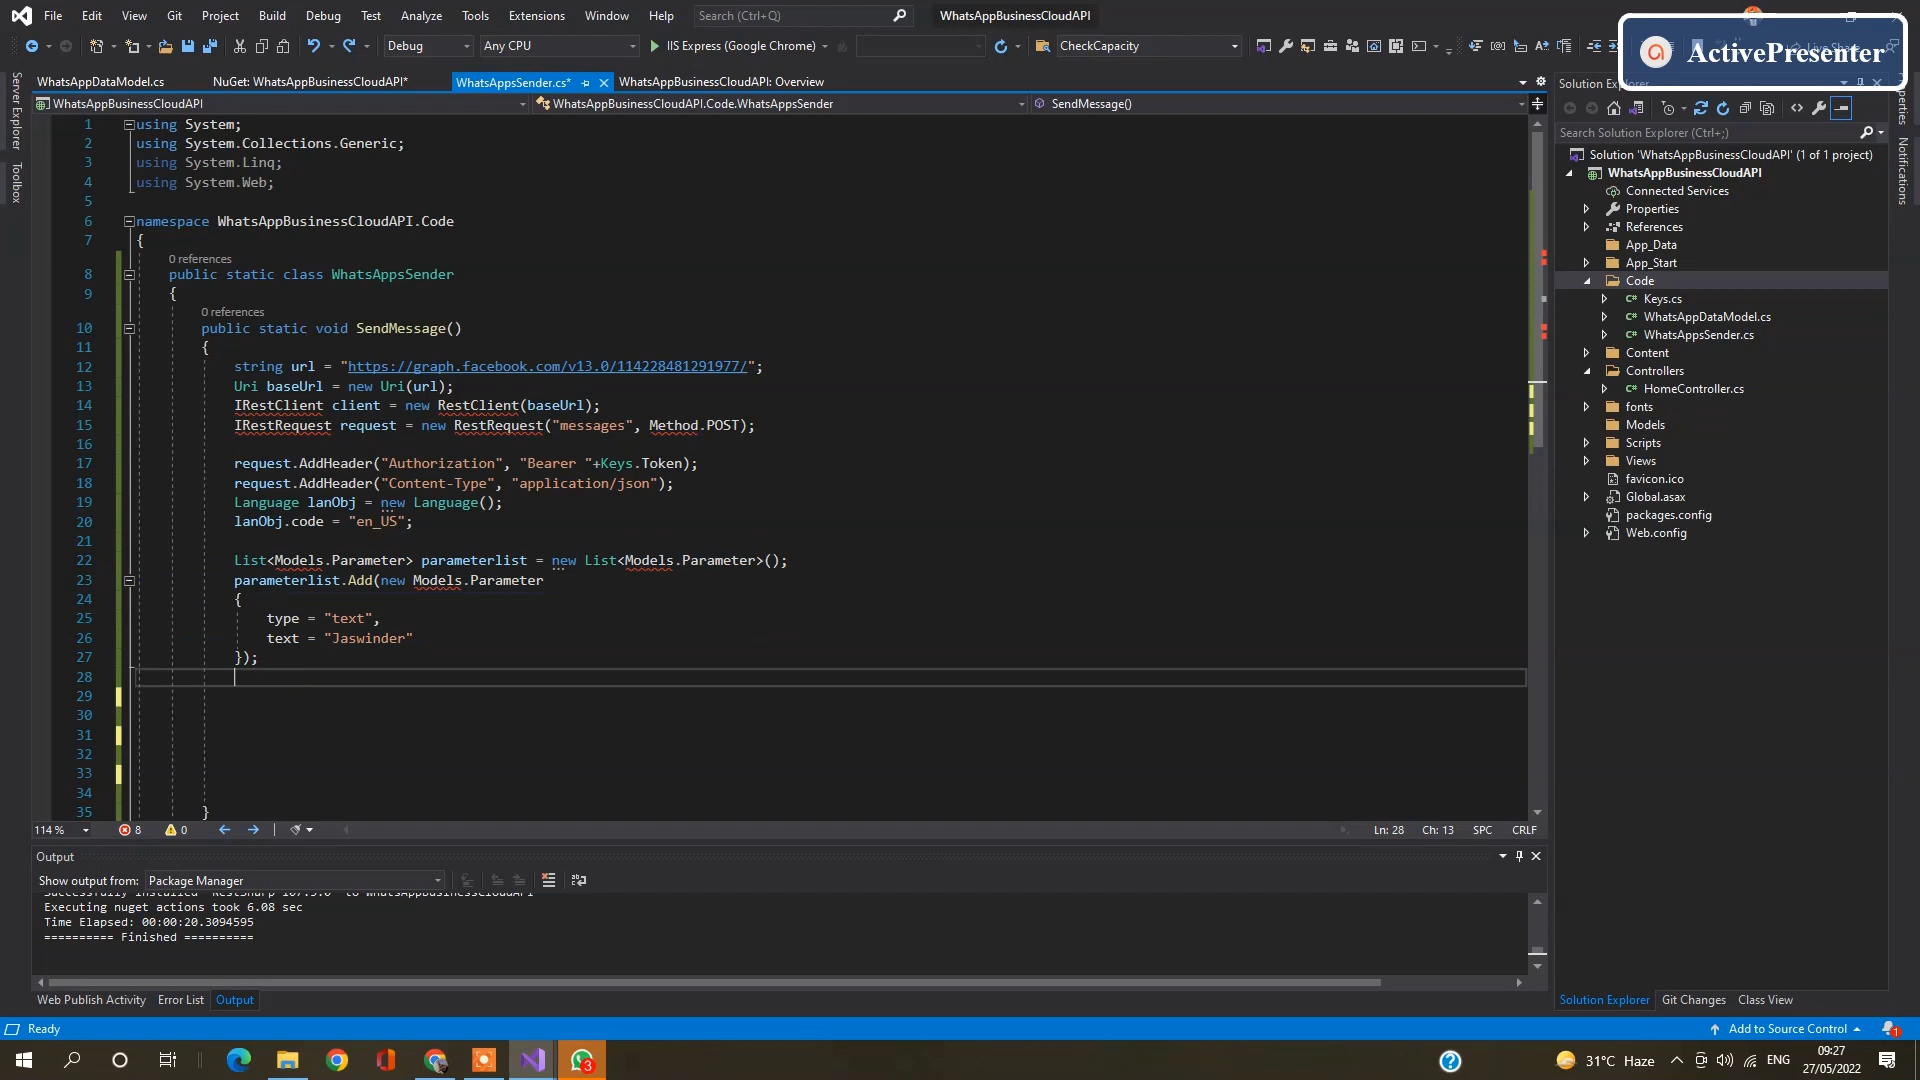 File Edit View Git Project Build Debug Test Analyze Tools Extensions Window Help Search (Ctrl+Q) WhatsAppBusinessCloudAPI
Debug Any CPU IIS Express (Google Chrome) CheckCapacity
ActivePresenter
WhatsAppDataModel.cs NuGet: WhatsAppBusinessCloudAPI* WhatsAppsSender.cs* WhatsAppBusinessCloudAPI: Overview
WhatsAppBusinessCloudAPI WhatsAppBusinessCloudAPI.Code.WhatsAppsSender SendMessage()
Server Explorer
Toolbox
1 using System;
2 using System.Collections.Generic;
3 using System.Linq;
4 using System.Web;
5
6 namespace WhatsAppBusinessCloudAPI.Code
7 {
0 references
8 public static class WhatsAppsSender
9 {
0 references
10 public static void SendMessage()
11 {
12 string url = "https://graph.facebook.com/v13.0/114228481291977/";
13 Uri baseUrl = new Uri(url);
14 IRestClient client = new RestClient(baseUrl);
15 IRestRequest request = new RestRequest("messages", Method.POST);
16
17 request.AddHeader("Authorization", "Bearer "+Keys.Token);
18 request.AddHeader("Content-Type", "application/json");
19 Language lanObj = new Language();
20 lanObj.code = "en_US";
21
22 List<Models.Parameter> parameterlist = new List<Models.Parameter>();
23 parameterlist.Add(new Models.Parameter
24 {
25 type = "text",
26 text = "Jaswinder"
27 });
28
29
30
31
32
33
34
35 }
114 % 8 0 Ln: 28 Ch: 13 SPC CRLF
Output
Show output from: Package Manager
Executing nuget actions took 6.08 sec
Time Elapsed: 00:00:20.3094595
========== Finished ==========
Web Publish Activity Error List Output
Solution Explorer
Search Solution Explorer (Ctrl+;)
Solution 'WhatsAppBusinessCloudAPI' (1 of 1 project)
WhatsAppBusinessCloudAPI
Connected Services
Properties
References
App_Data
App_Start
Code
C# Keys.cs
C# WhatsAppDataModel.cs
C# WhatsAppsSender.cs
Content
Controllers
C# HomeController.cs
fonts
Models
Scripts
Views
favicon.ico
Global.asax
packages.config
Web.config
Notifications
Solution Explorer Git Changes Class View
Ready Add to Source Control 1
3 31°C Haze ENG 09:27
27/05/2022